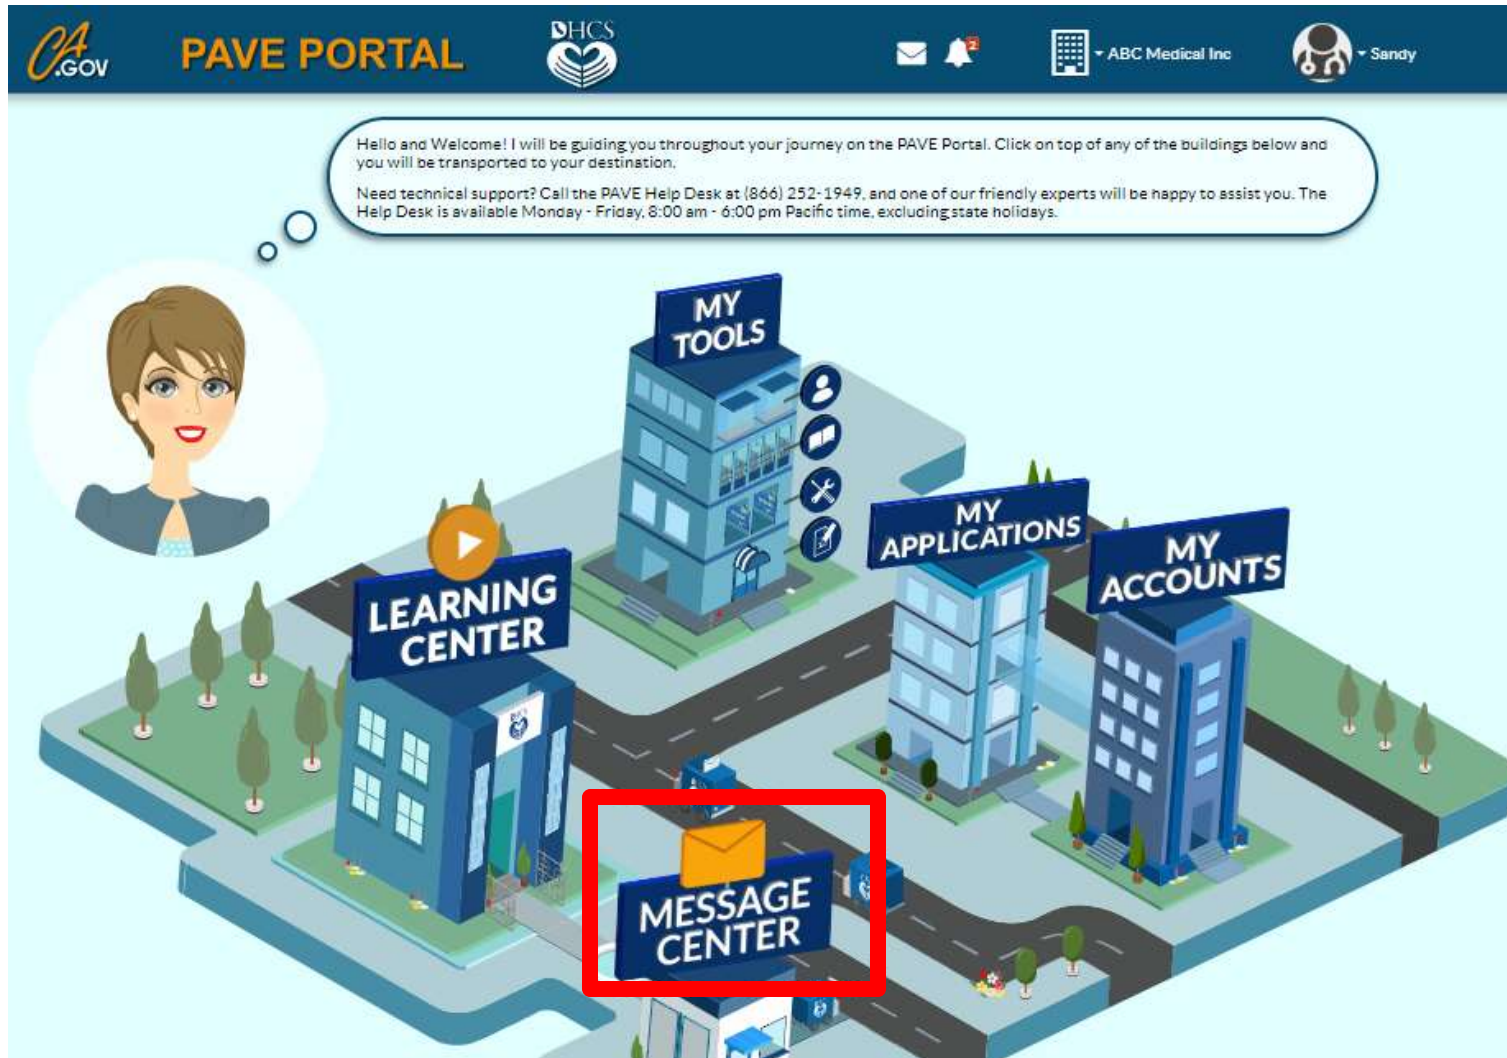 CA.GOV
PAVE PORTAL
DHCS
2
ABC Medical Inc
Sandy
Hello and Welcome! I will be guiding you throughout your journey on the PAVE Portal. Click on top of any of the buildings below and
you will be transported to your destination.
Need technical support? Call the PAVE Help Desk at (866) 252-1949, and one of our friendly experts will be happy to assist you. The
Help Desk is available Monday - Friday, 8:00 am - 6:00 pm Pacific time, excluding state holidays.
MY
TOOLS
MY
APPLICATIONS
MY
ACCOUNTS
LEARNING
CENTER
DHCS
MESSAGE
CENTER